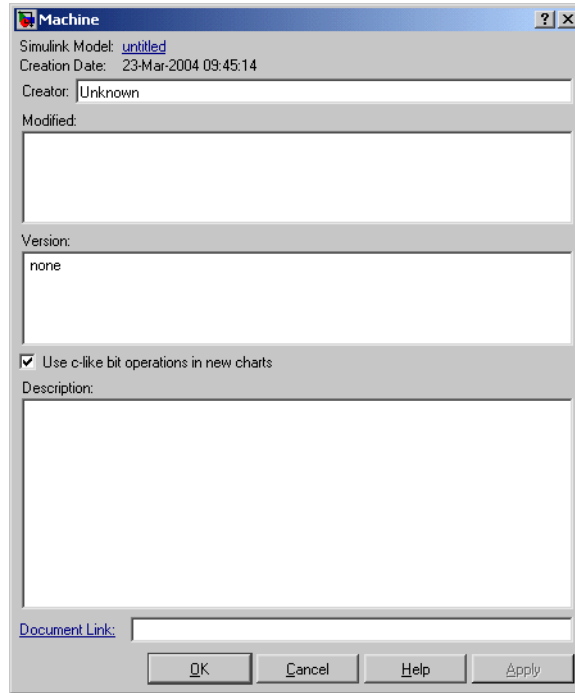 Machine
Simulink Model: untitled
Creation Date: 23-Mar-2004 09:45:14
Creator: Unknown
Modified:
Version:
none
Use c-like bit operations in new charts
Description:
Document Link:
OK Cancel Help Apply